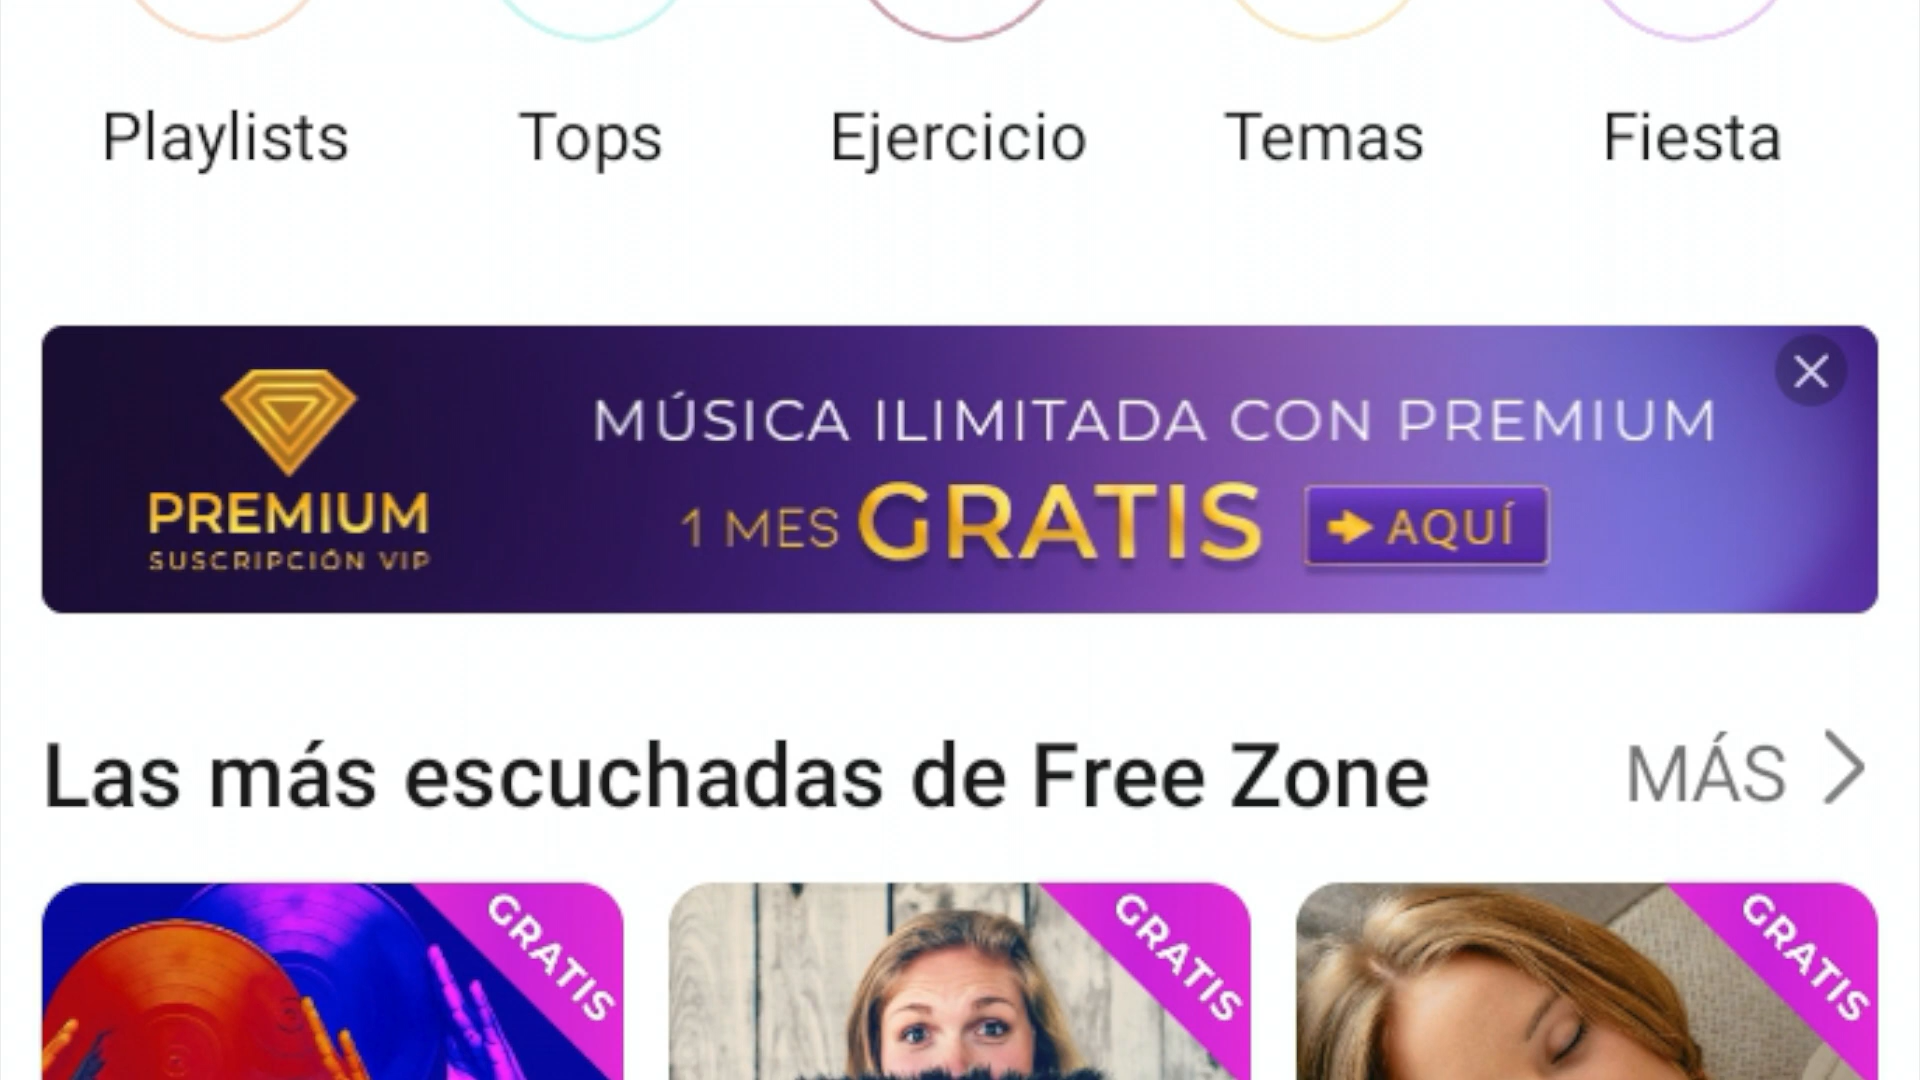 Playlists
Tops
Ejercicio
Temas
Fiesta
PREMIUM
SUSCRIPCIÓN VIP
MÚSICA ILIMITADA CON PREMIUM
1 MES GRATIS
AQUÍ
Las más escuchadas de Free Zone
MÁS
GRATIS
GRATIS
GRATIS